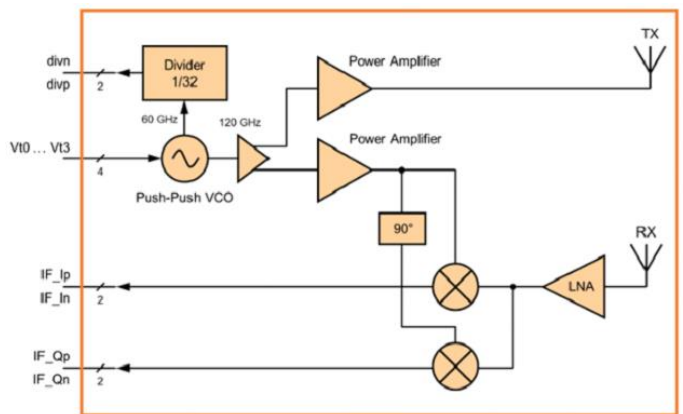 TX
Power Amplifier
divn
divp
2
Divider
1/32
60 GHz
120 GHz
Vt0 ... Vt3
4
Push-Push VCO
Power Amplifier
90°
RX
IF_Ip
IF_In
2
LNA
IF_Qp
IF_Qn
2